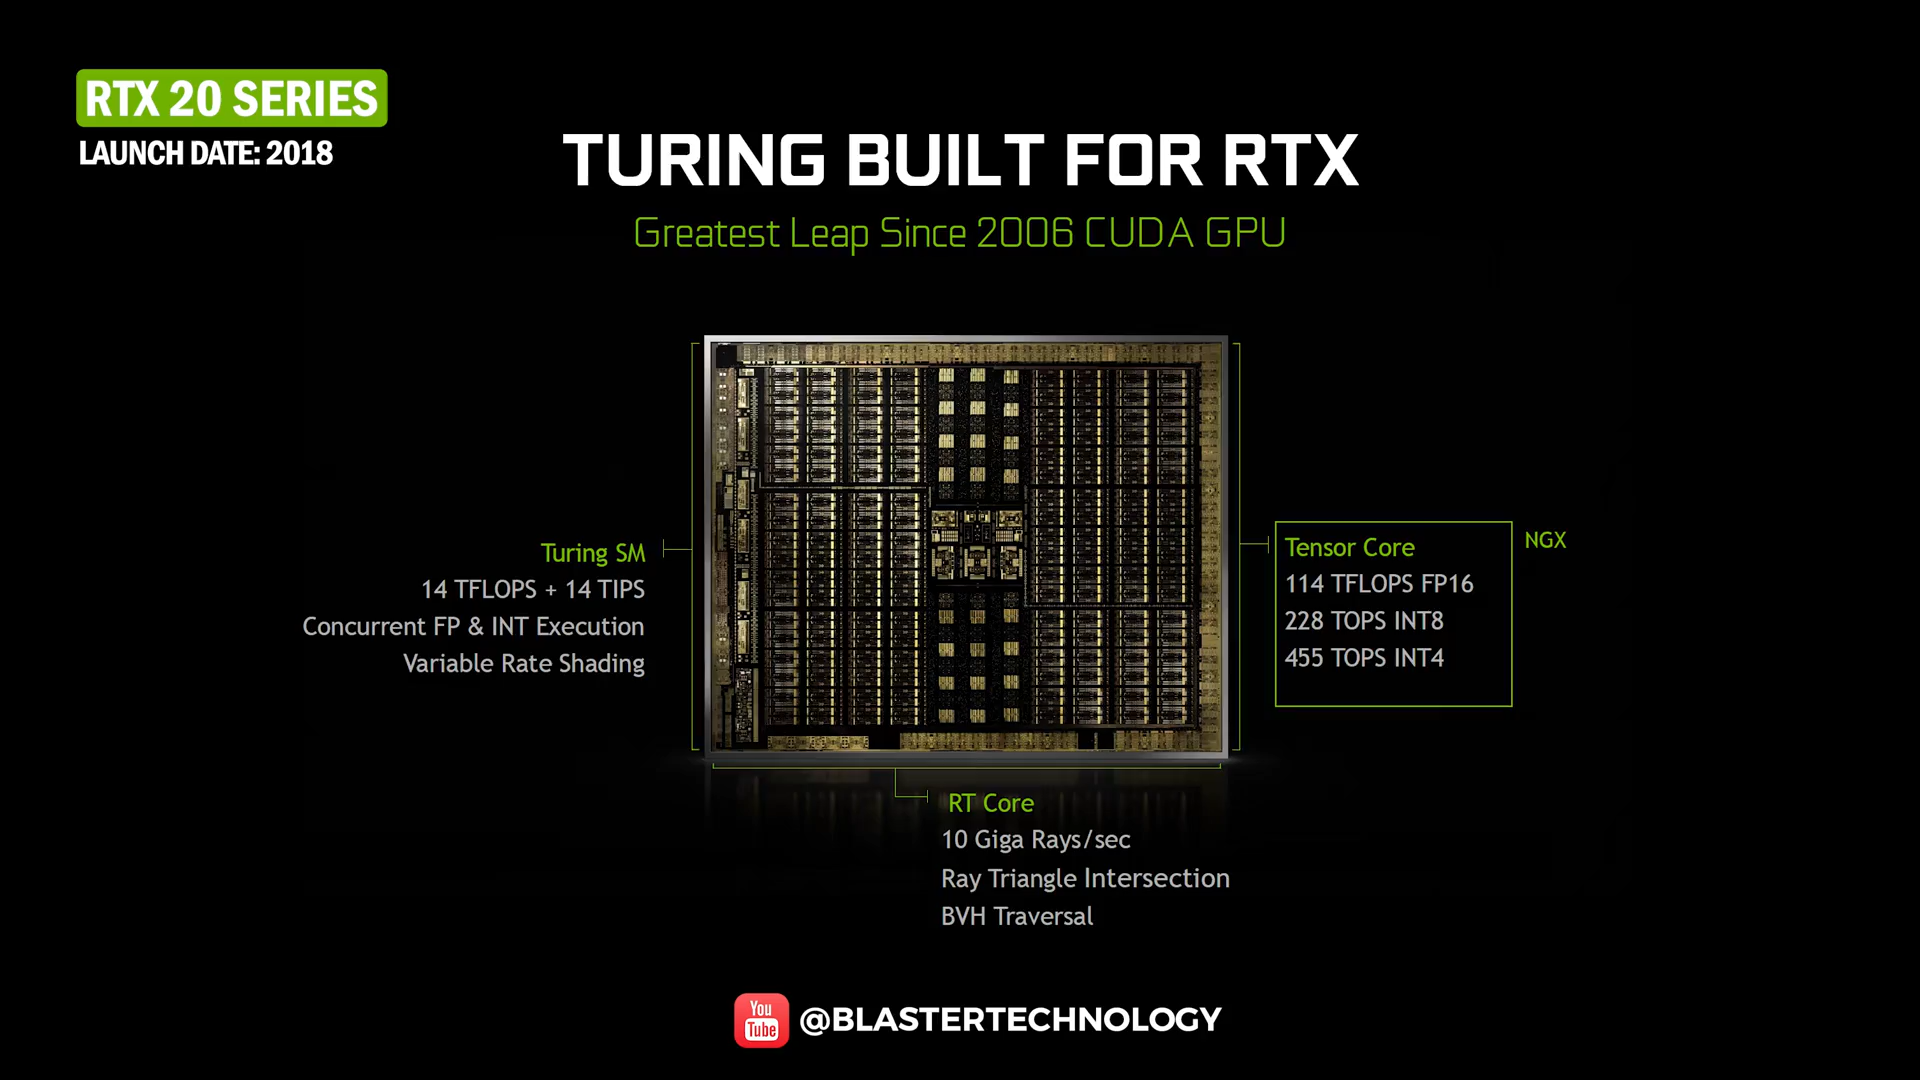 RTX 20 SERIES
LAUNCH DATE: 2018
TURING BUILT FOR RTX
Greatest Leap Since 2006 CUDA GPU
Turing SM
14 TFLOPS + 14 TIPS
Concurrent FP & INT Execution
Variable Rate Shading
Tensor Core
114 TFLOPS FP16
228 TOPS INT8
455 TOPS INT4
NGX
RT Core
10 Giga Rays/sec
Ray Triangle Intersection
BVH Traversal
You
Tube
@BLASTERTECHNOLOGY